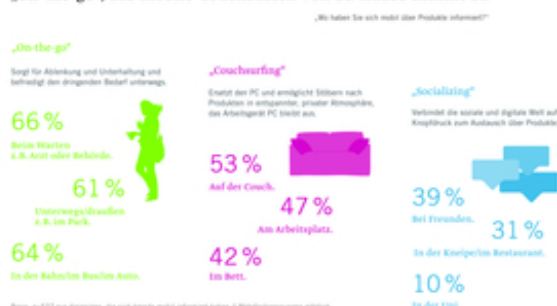 „Wo haben Sie sich mobil über Produkte informiert?“
„On-the-go“
Sorgt für Ablenkung und Unterhaltung und
befriedigt den dringenden Bedarf unterwegs.
66 %
Beim Warten
z.B. Arzt oder Behörde.
61 %
Unterwegs/draußen
z.B. im Park.
64 %
In der Bahn/im Bus/im Auto.
„Couchsurfing“
Ersetzt den PC und ermöglicht Stöbern nach
Produkten in entspannter, privater Atmosphäre,
das Arbeitsgerät PC bleibt aus.
53 %
Auf der Couch.
47 %
Am Arbeitsplatz.
42 %
Im Bett.
„Socializing“
Verbindet die soziale und digitale Welt auf
Knopfdruck zum Austausch über Produkte
39 %
Bei Freunden.
31 %
In der Kneipe/im Restaurant.
10 %
In der Uni.